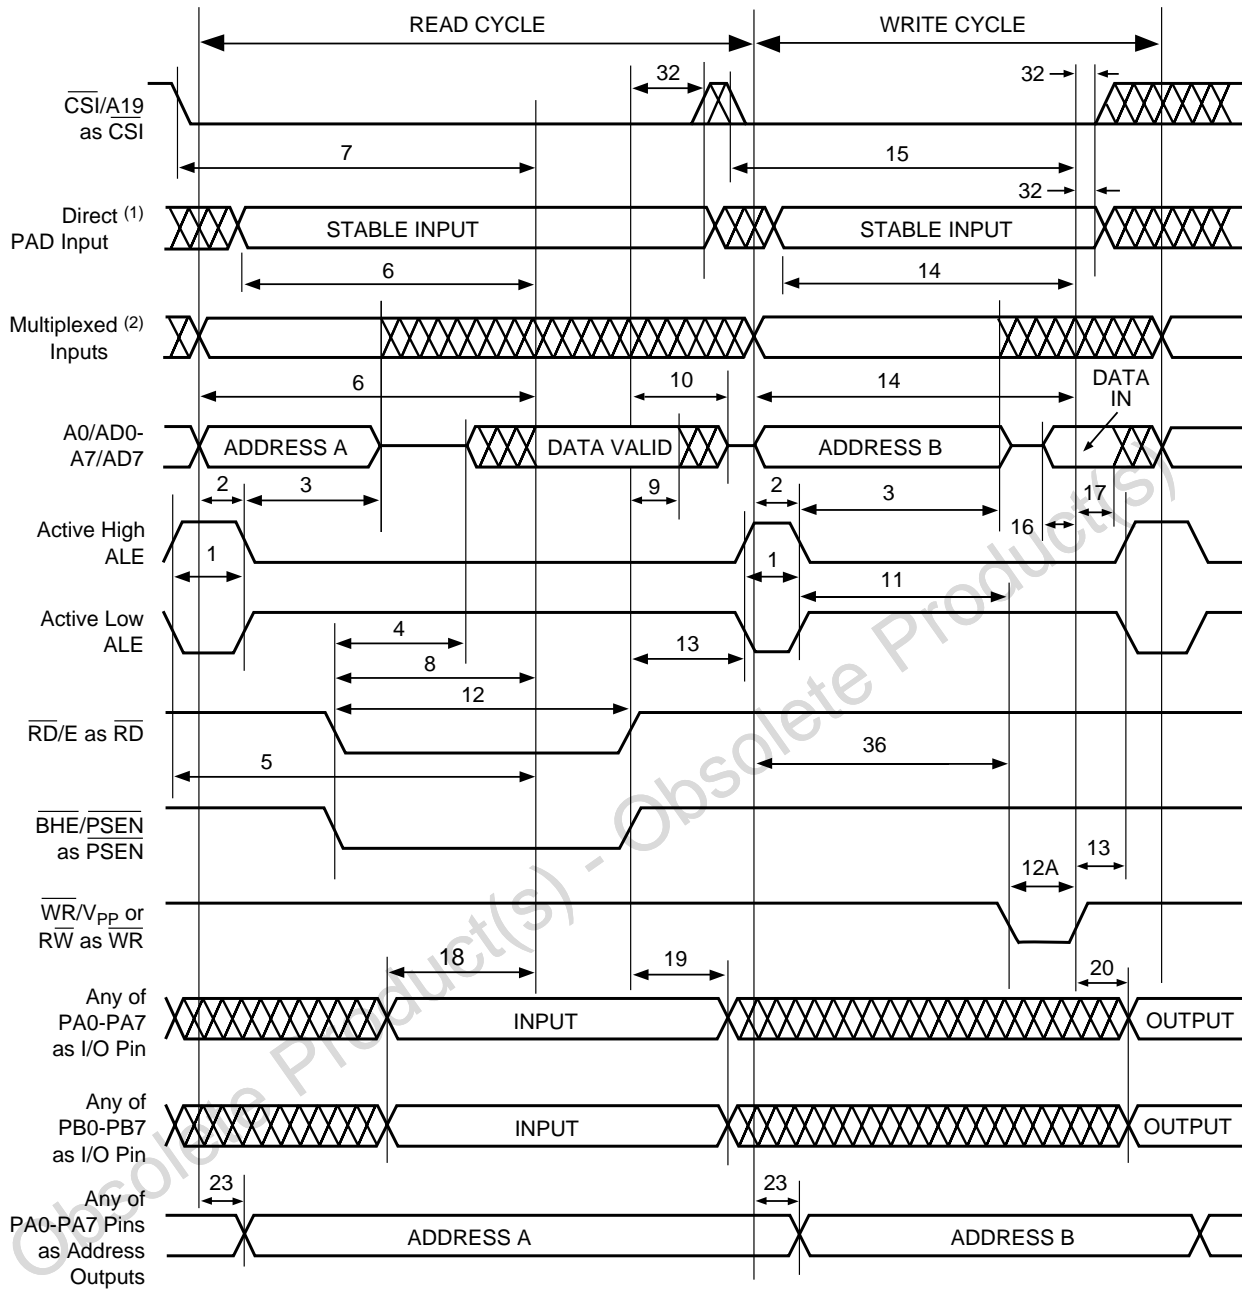 READ CYCLE
WRITE CYCLE
32
32
CSI/A19
as CSI
7
15
32
Direct (1)
PAD Input
STABLE INPUT
STABLE INPUT
6
14
Multiplexed (2)
Inputs
6
10
14
DATA
IN
A0/AD0-
A7/AD7
ADDRESS A
DATA VALID
ADDRESS B
2
3
9
2
3
17
16
Active High
ALE
1
1
11
Active Low
ALE
4
13
8
12
RD/E as RD
36
5
BHE/PSEN
as PSEN
13
12A
WR/VPP or
RW as WR
18
19
20
Any of
PA0-PA7
as I/O Pin
INPUT
OUTPUT
Any of
PB0-PB7
as I/O Pin
INPUT
OUTPUT
23
23
Any of
PA0-PA7 Pins
as Address
Outputs
ADDRESS A
ADDRESS B
Obsolete Product(s) - Obsolete Product(s)